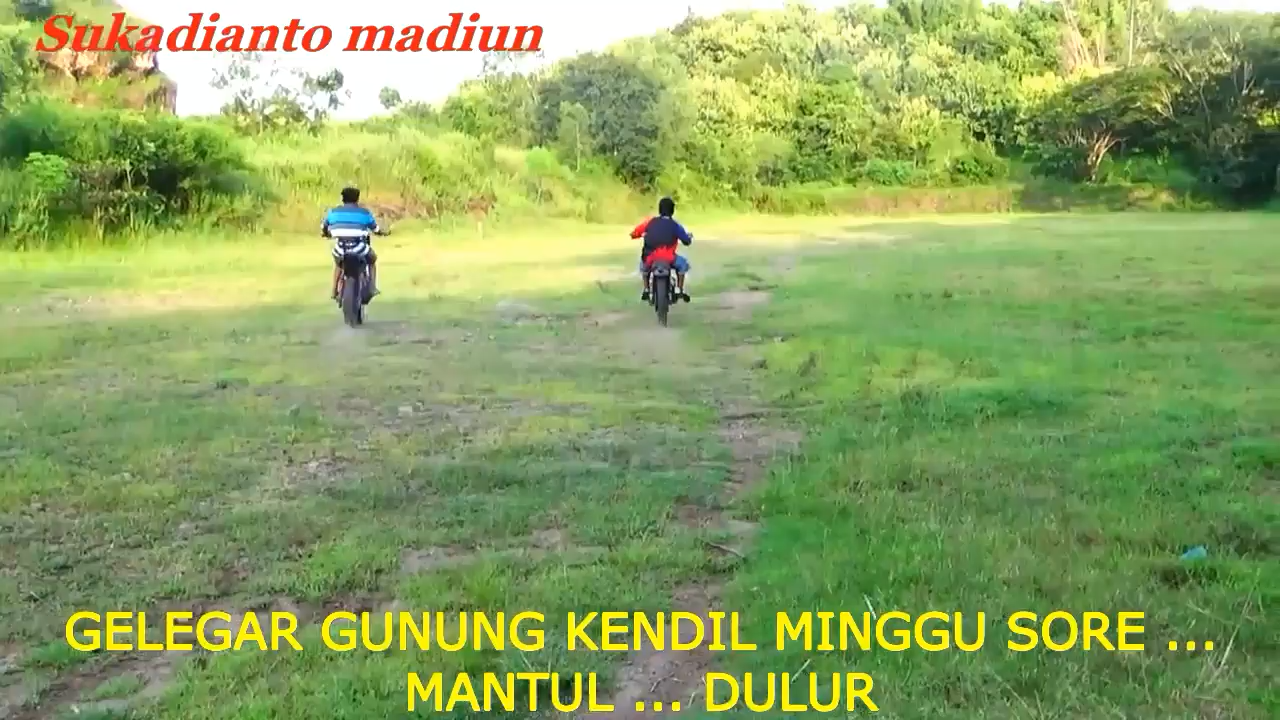 Sukadianto madiun
GELEGAR GUNUNG KENDIL MINGGU SORE ...
MANTUL ... DULUR